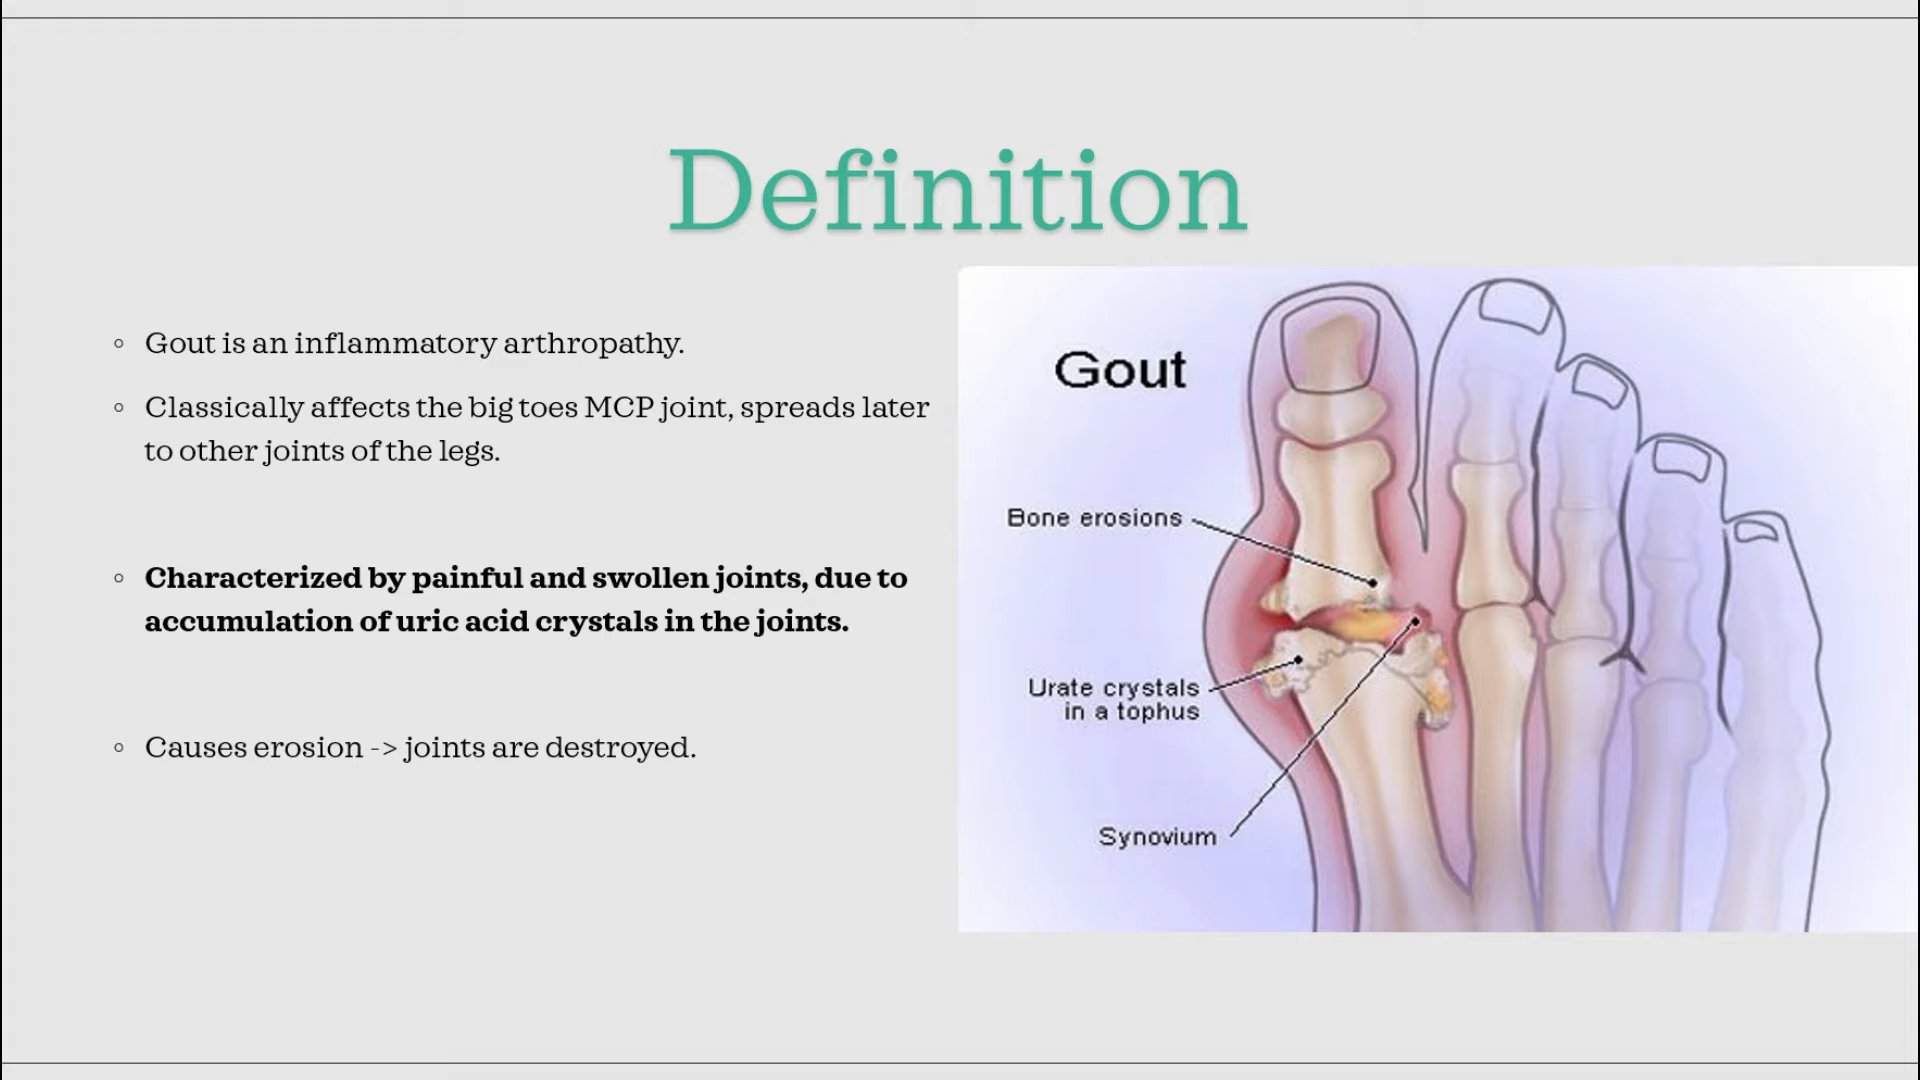 Definition
◦ Gout is an inflammatory arthropathy.
◦ Classically affects the big toes MCP joint, spreads later
to other joints of the legs.
◦ Characterized by painful and swollen joints, due to
accumulation of uric acid crystals in the joints.
◦ Causes erosion -> joints are destroyed.
Gout
Bone erosions
Urate crystals
in a tophus
Synovium